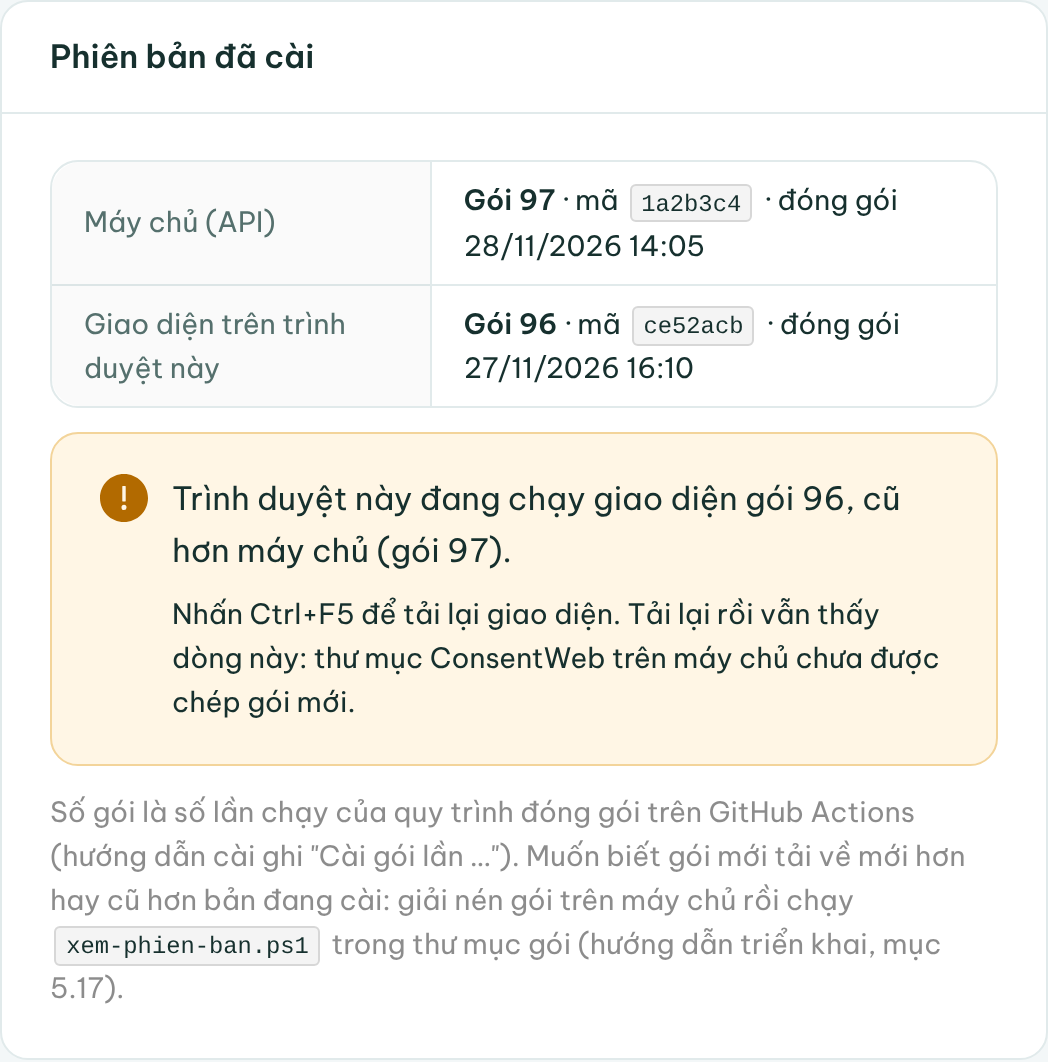 Phiên bản đã cài
Máy chủ (API)
Gói 97 · mã 1a2b3c4 · đóng gói
28/11/2026 14:05
Giao diện trên trình
duyệt này
Gói 96 · mã ce52acb · đóng gói
27/11/2026 16:10
!
Trình duyệt này đang chạy giao diện gói 96, cũ
hơn máy chủ (gói 97).
Nhấn Ctrl+F5 để tải lại giao diện. Tải lại rồi vẫn thấy
dòng này: thư mục ConsentWeb trên máy chủ chưa được
chép gói mới.
Số gói là số lần chạy của quy trình đóng gói trên GitHub Actions
(hướng dẫn cài ghi "Cài gói lần ..."). Muốn biết gói mới tải về mới hơn
hay cũ hơn bản đang cài: giải nén gói trên máy chủ rồi chạy
xem-phien-ban.ps1 trong thư mục gói (hướng dẫn triển khai, mục
5.17).